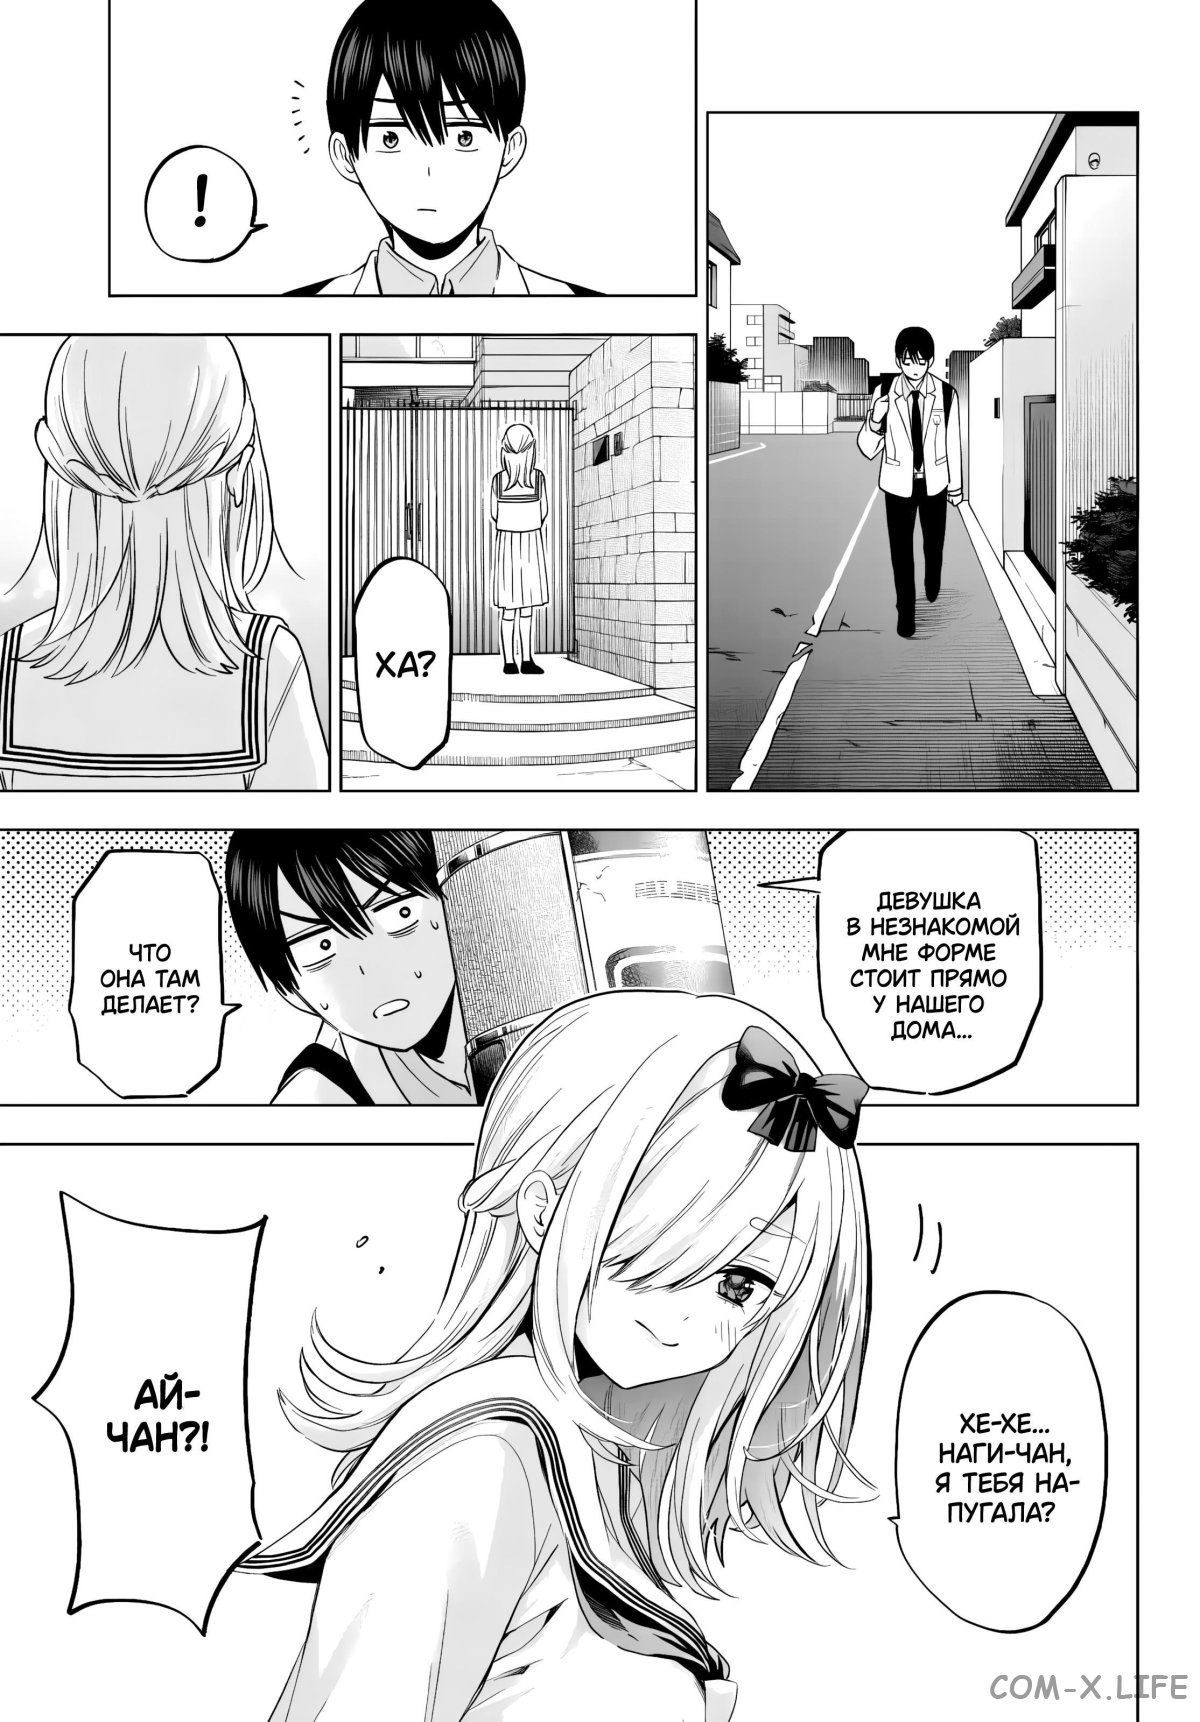 !
ХА?
ДЕВУШКА
В НЕЗНАКОМОЙ
МНЕ ФОРМЕ
СТОИТ ПРЯМО
У НАШЕГО
ДОМА...
ЧТО
ОНА ТАМ
ДЕЛАЕТ?
ХЕ-ХЕ...
НАГИ-ЧАН,
Я ТЕБЯ НА-
ПУГАЛА?
АЙ-
ЧАН?!
COM-X.LIFE